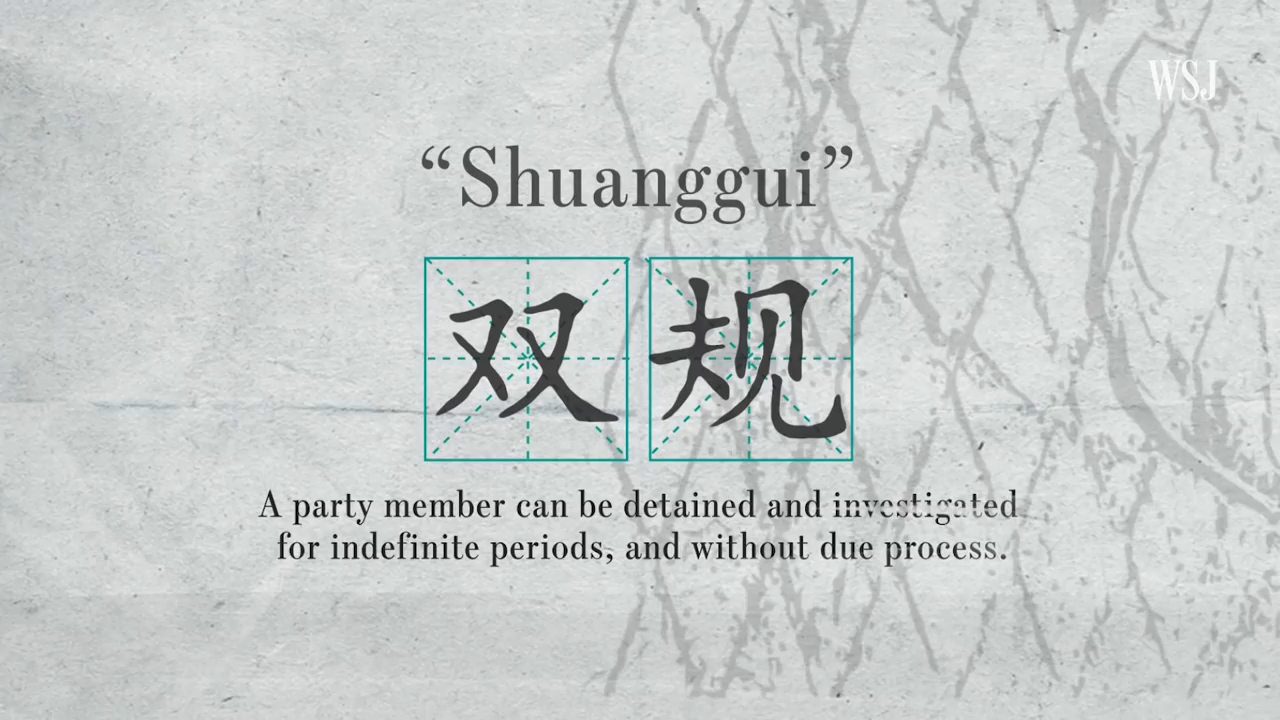 WSJ
“Shuanggui”
双规
A party member can be detained and investigated
for indefinite periods, and without due process.